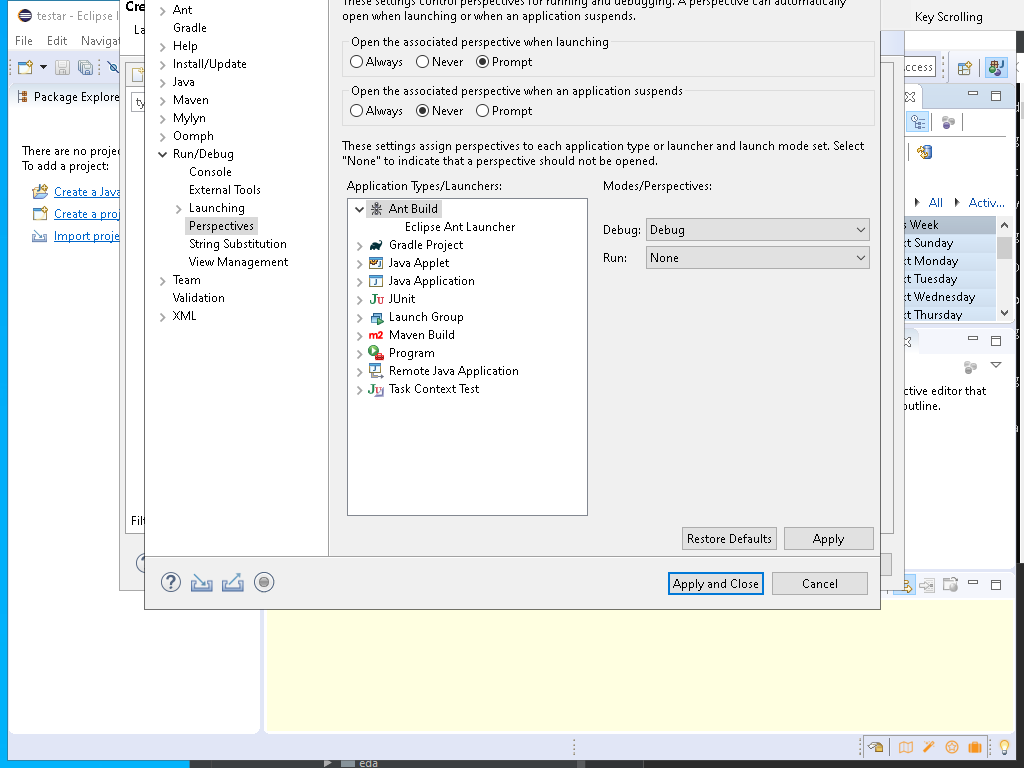 testar - Eclipse
File Edit Navigat
Package Explore
There are no projec
To add a project:
Create a Java
Create a proj
Import proje
Cre
La
ty
Filt
Ant
Gradle
Help
Install/Update
Java
Maven
Mylyn
Oomph
Run/Debug
Console
External Tools
Launching
Perspectives
String Substitution
View Management
Team
Validation
XML
These settings control perspectives for running and debugging. A perspective can automatically
open when launching or when an application suspends.
Open the associated perspective when launching
Always Never Prompt
Open the associated perspective when an application suspends
Always Never Prompt
These settings assign perspectives to each application type or launcher and launch mode set. Select
"None" to indicate that a perspective should not be opened.
Application Types/Launchers:
Ant Build
Eclipse Ant Launcher
Gradle Project
Java Applet
Java Application
JUnit
Launch Group
Maven Build
Program
Remote Java Application
Task Context Test
Modes/Perspectives:
Debug: Debug
Run: None
Restore Defaults Apply
Apply and Close Cancel
Key Scrolling
ccess
All Activ...
s Week
xt Sunday
xt Monday
xt Tuesday
xt Wednesday
xt Thursday
ctive editor that
outline.
eda